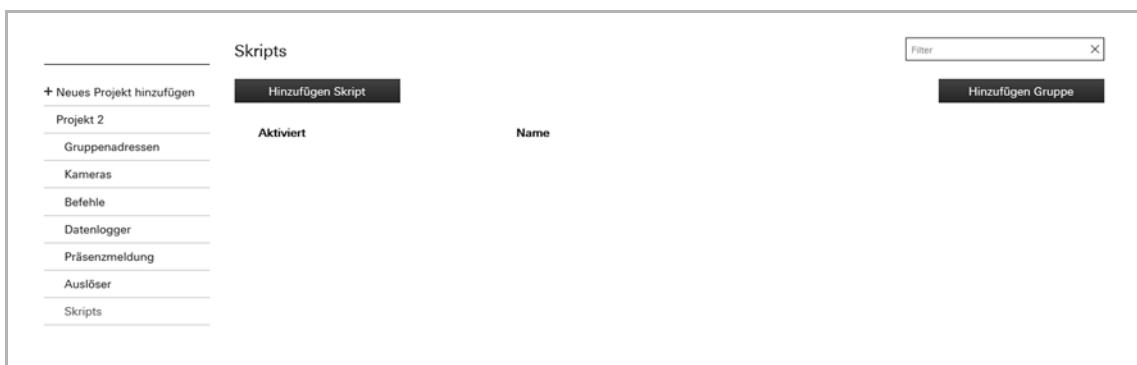 Skripts
Filter
+ Neues Projekt hinzufügen
Hinzufügen Skript
Hinzufügen Gruppe
Projekt 2
Aktiviert
Name
Gruppenadressen
Kameras
Befehle
Datenlogger
Präsenzmeldung
Auslöser
Skripts